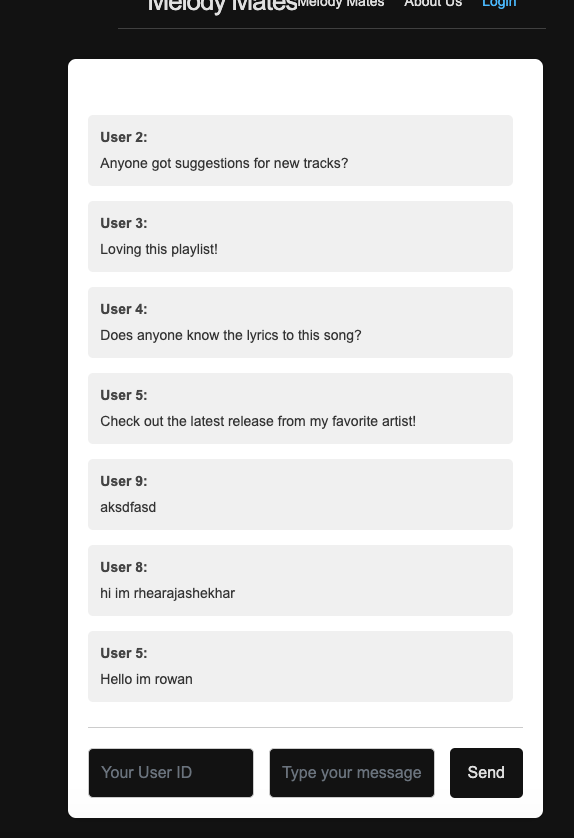 Melody Mates Melody Mates About Us Login
User 2:
Anyone got suggestions for new tracks?
User 3:
Loving this playlist!
User 4:
Does anyone know the lyrics to this song?
User 5:
Check out the latest release from my favorite artist!
User 9:
aksdfasd
User 8:
hi im rhearajashekhar
User 5:
Hello im rowan
Your User ID Type your message Send